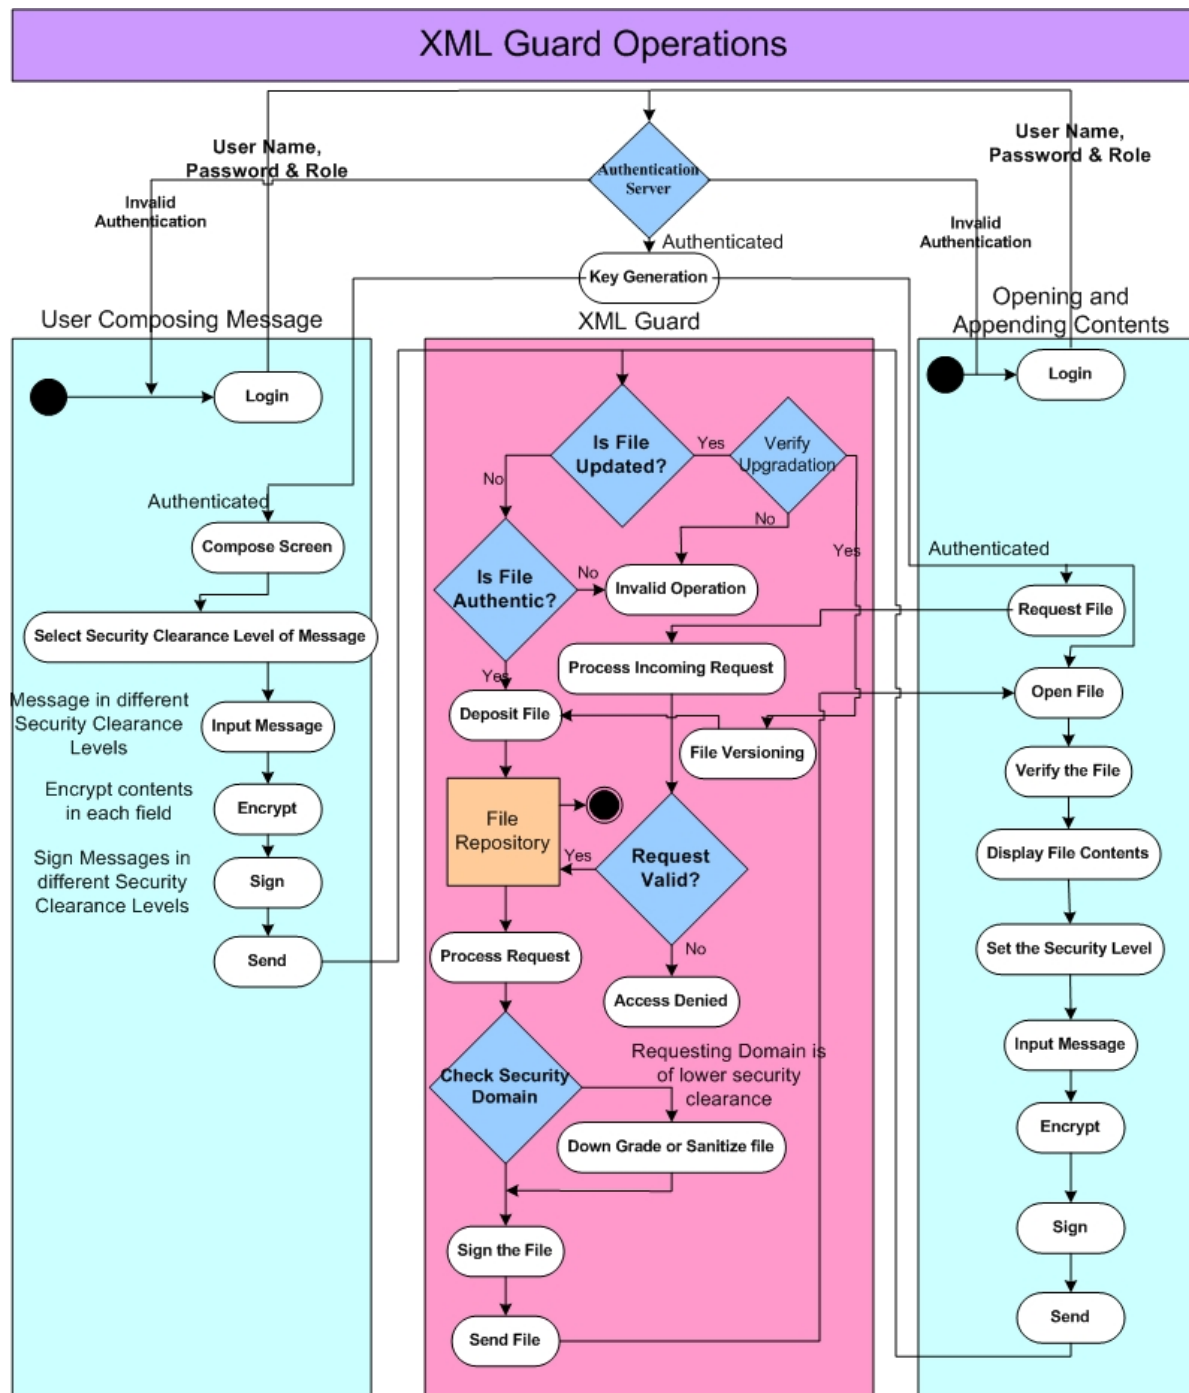 XML Guard Operations
User Name,
Password & Role
User Name,
Password & Role
Authentication
Server
Invalid
Authentication
Invalid
Authentication
Authenticated
Key Generation
User Composing Message
XML Guard
Opening and
Appending Contents
Login
Login
Is File
Updated?
Yes
Verify
Upgradation
No
No
Yes
Authenticated
Compose Screen
Authenticated
Is File
Authentic?
No
Invalid Operation
Request File
Select Security Clearance Level of Message
Process Incoming Request
Yes
Open File
Message in different
Security Clearance
Levels
Input Message
Deposit File
File Versioning
Verify the File
Encrypt contents
in each field
Encrypt
File
Repository
Yes
Request
Valid?
Display File Contents
Sign Messages in
different Security
Clearance Levels
Sign
Send
Process Request
No
Set the Security Level
Access Denied
Input Message
Requesting Domain is
of lower security
clearance
Check Security
Domain
Encrypt
Down Grade or Sanitize file
Sign
Sign the File
Send
Send File